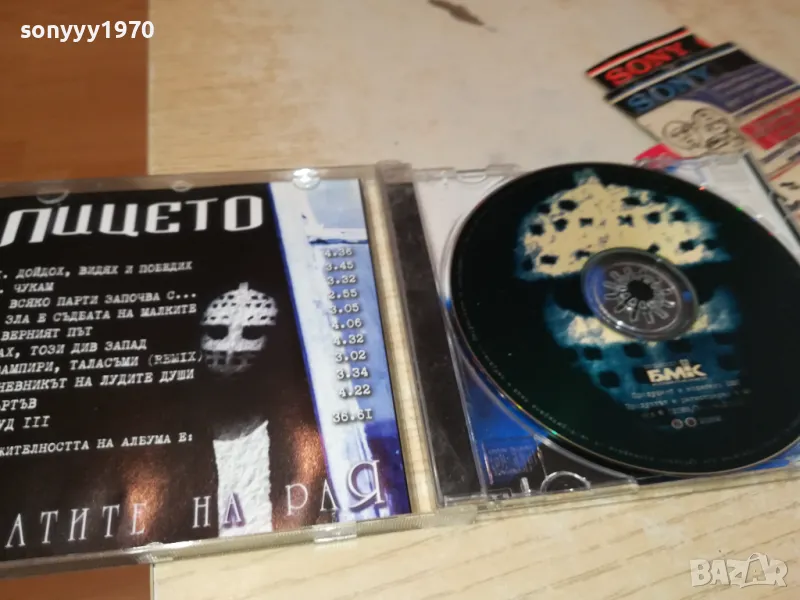 sonyyy1970
SONY
SONY
ЛИЦЕТО
. ДОЙДОХ, ВИДЯХ И ПОБЕДИХ 4.36
. ЧУКАМ 3.45
ВСЯКО ПАРТИ ЗАПОЧВА С... 3.32
ЗЛА Е СЪДБАТА НА МАЛКИТЕ 2.55
ВЕРНИЯТ ПЪТ 3.05
АХ, ТОЗИ ДИВ ЗАПАД 4.06
АМПИРИ, ТАЛАСЪМИ (REMIX) 4.32
НЕВНИКЪТ НА ЛУДИТЕ ДУШИ 3.02
ЪРТЪВ 3.34
УД III 4.22
ЖИТЕЛНОСТТА НА АЛБУМА Е: 36.61
АТИТЕ НА РАЯ
БМК
BAZAR